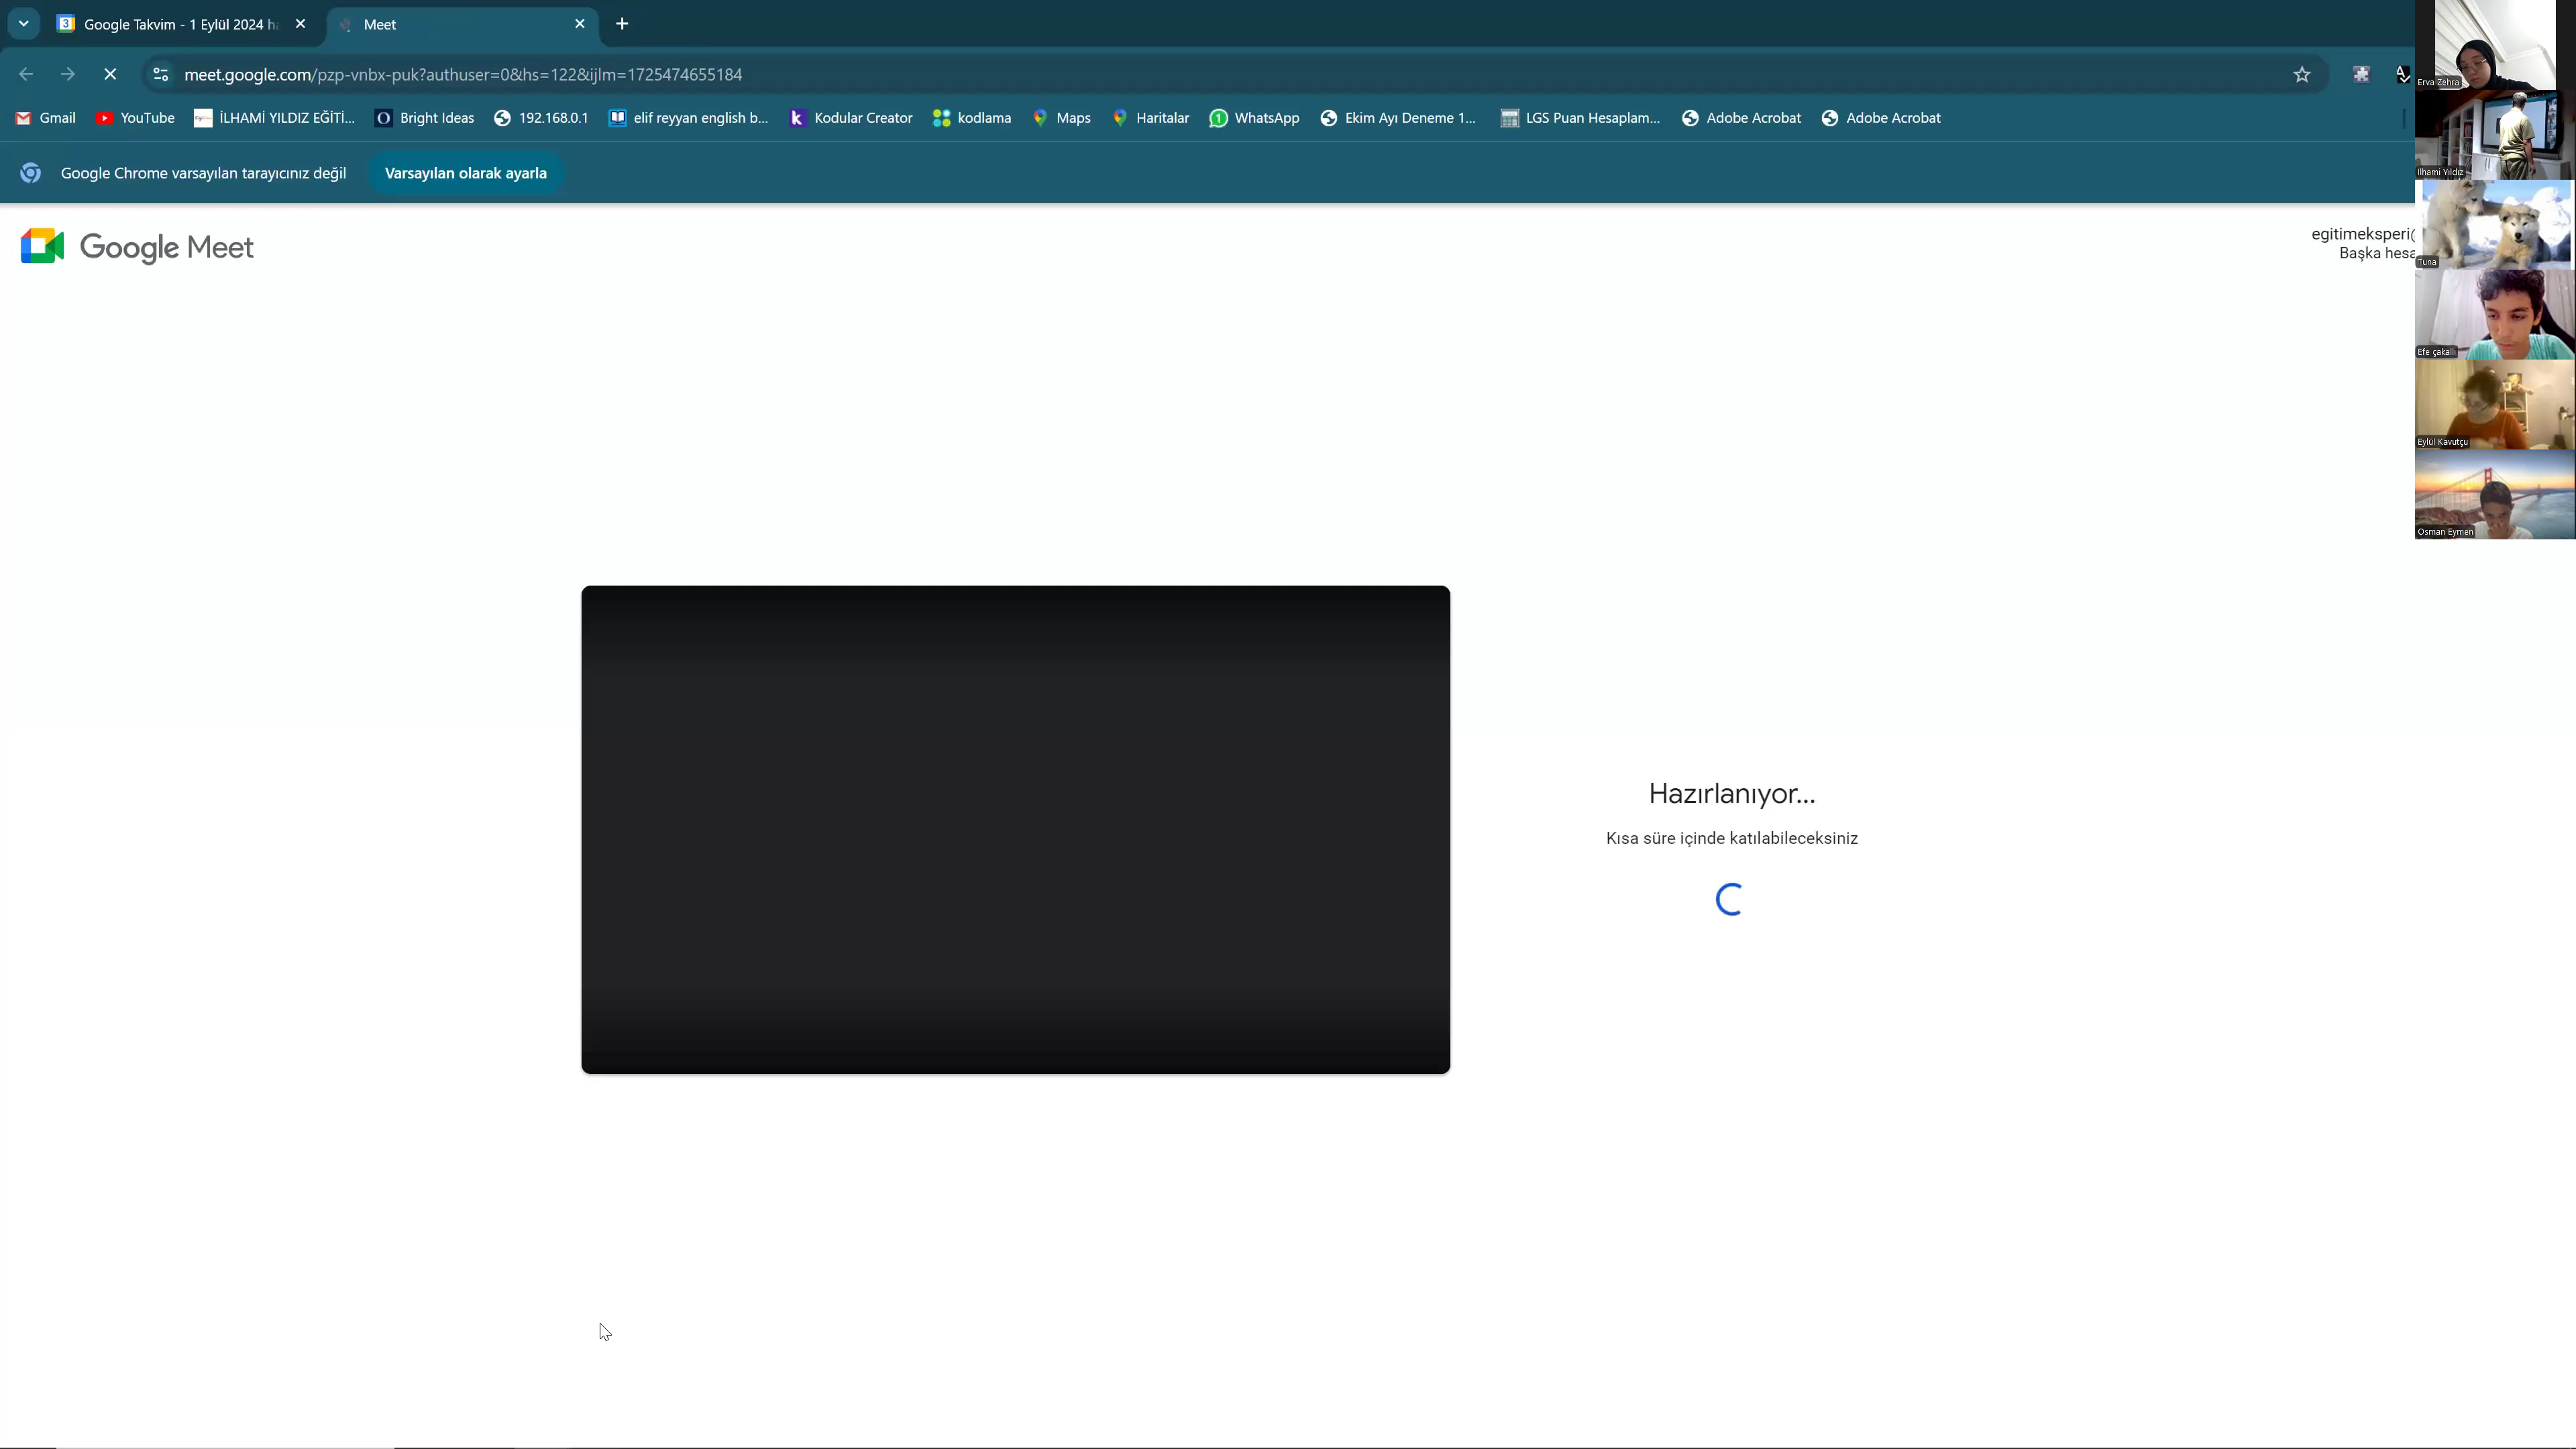 Google Takvim - 1 Eylül 2024 ha
Meet
meet.google.com/pzp-vnbx-puk?authuser=0&hs=122&ijlm=1725474655184
Gmail
YouTube
İLHAMİ YILDIZ EĞİTİ...
Bright Ideas
192.168.0.1
elif reyyan english b...
Kodular Creator
kodlama
Maps
Haritalar
WhatsApp
Ekim Ayı Deneme 1...
LGS Puan Hesaplam...
Adobe Acrobat
Adobe Acrobat
Google Chrome varsayılan tarayıcınız değil
Varsayılan olarak ayarla
Google Meet
egitimeksperi@
Başka hesa
Erva Zehra
İlhami Yıldız
Tuna
Efe çakallı
Eylül Kavutçu
Osman Eymen
Hazırlanıyor...
Kısa süre içinde katılabileceksiniz